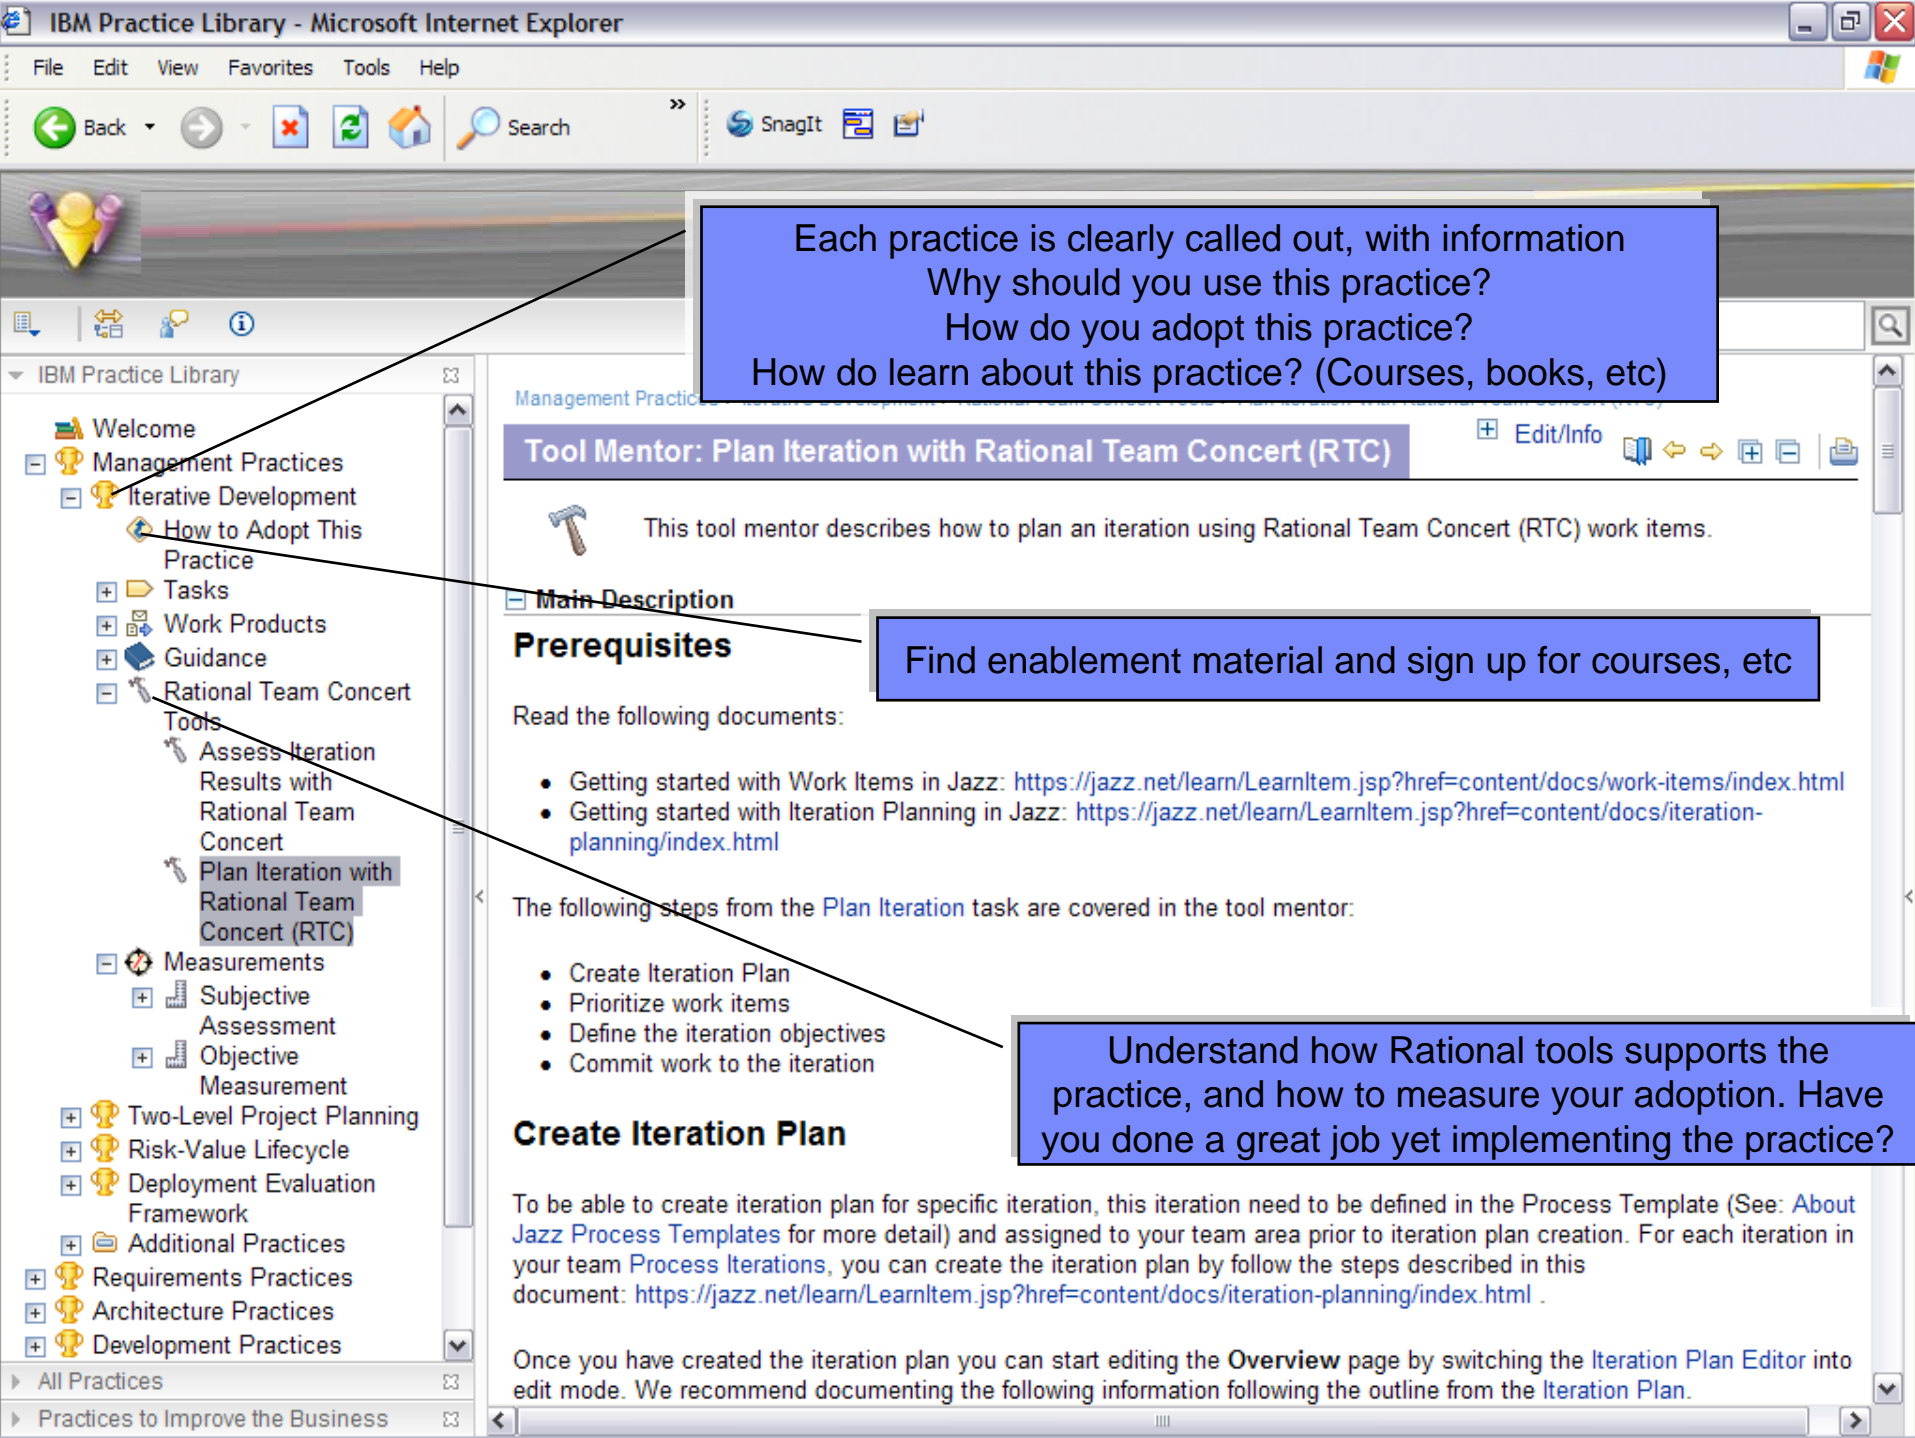 IBM Practice Library - Microsoft Internet Explorer
File Edit View Favorites Tools Help
Back Search » SnagIt
Each practice is clearly called out, with information
Why should you use this practice?
How do you adopt this practice?
How do learn about this practice? (Courses, books, etc)
IBM Practice Library
Welcome
Management Practices
Iterative Development
How to Adopt This
Practice
Tasks
Work Products
Guidance
Rational Team Concert
Tools
Assess Iteration
Results with
Rational Team
Concert
Plan Iteration with
Rational Team
Concert (RTC)
Measurements
Subjective
Assessment
Objective
Measurement
Two-Level Project Planning
Risk-Value Lifecycle
Deployment Evaluation
Framework
Additional Practices
Requirements Practices
Architecture Practices
Development Practices
All Practices
Practices to Improve the Business
Management Practices
Tool Mentor: Plan Iteration with Rational Team Concert (RTC)
Edit/Info
This tool mentor describes how to plan an iteration using Rational Team Concert (RTC) work items.
Main Description
Prerequisites
Find enablement material and sign up for courses, etc
Read the following documents:
• Getting started with Work Items in Jazz: https://jazz.net/learn/LearnItem.jsp?href=content/docs/work-items/index.html
• Getting started with Iteration Planning in Jazz: https://jazz.net/learn/LearnItem.jsp?href=content/docs/iteration-
planning/index.html
The following steps from the Plan Iteration task are covered in the tool mentor:
• Create Iteration Plan
• Prioritize work items
• Define the iteration objectives
• Commit work to the iteration
Understand how Rational tools supports the
practice, and how to measure your adoption. Have
you done a great job yet implementing the practice?
Create Iteration Plan
To be able to create iteration plan for specific iteration, this iteration need to be defined in the Process Template (See: About
Jazz Process Templates for more detail) and assigned to your team area prior to iteration plan creation. For each iteration in
your team Process Iterations, you can create the iteration plan by follow the steps described in this
document: https://jazz.net/learn/LearnItem.jsp?href=content/docs/iteration-planning/index.html .
Once you have created the iteration plan you can start editing the Overview page by switching the Iteration Plan Editor into
edit mode. We recommend documenting the following information following the outline from the Iteration Plan.